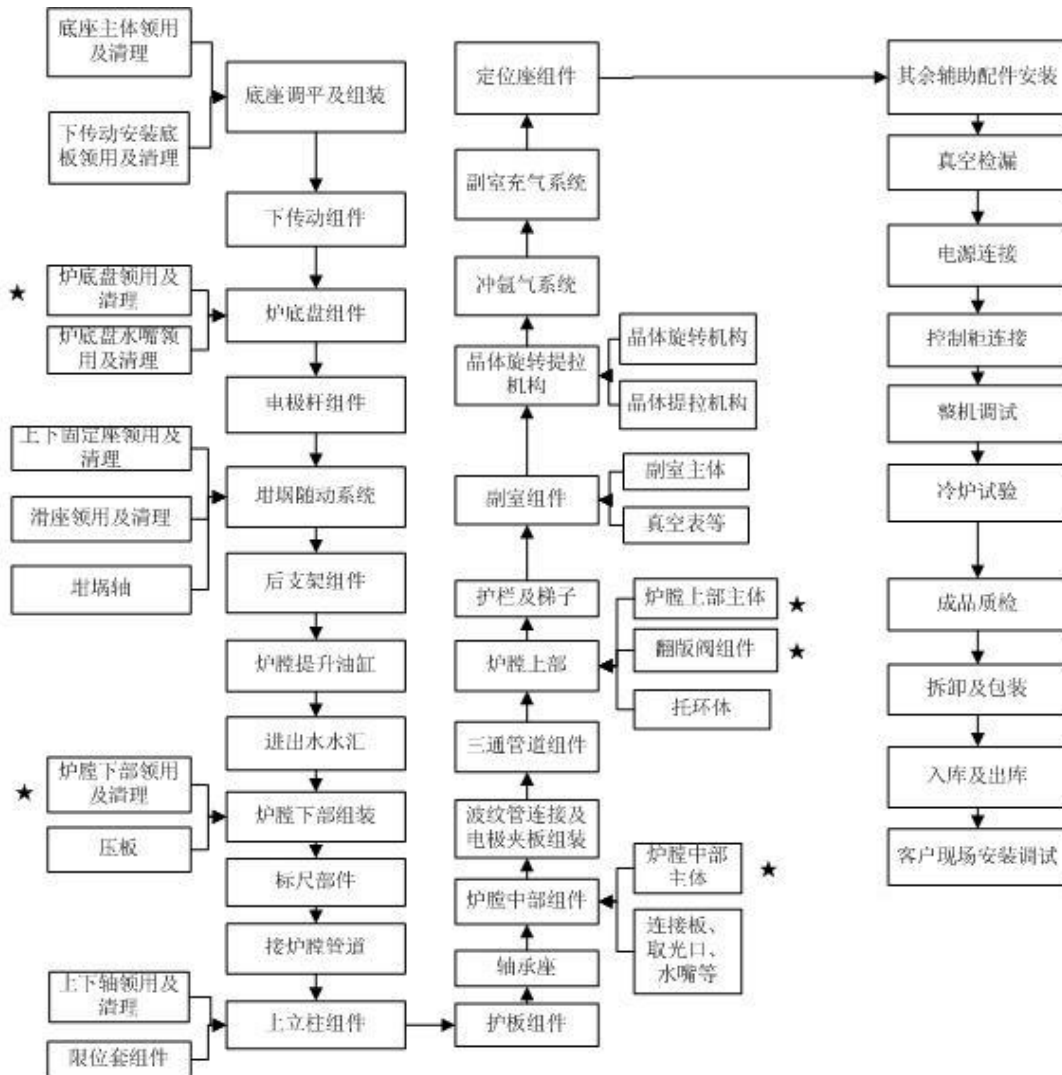 底座主体领用
及清理
下传动安装底
板领用及清理
底座调平及组装
下传动组件
★
炉底盘领用及
清理
炉底盘水嘴领
用及清理
炉底盘组件
电极杆组件
上下固定座领用及
清理
滑座领用及清理
坩埚轴
坩埚随动系统
后支架组件
炉膛提升油缸
进出水水汇
★
炉膛下部领用
及清理
压板
炉膛下部组装
标尺部件
接炉膛管道
上下轴领用及
清理
限位套组件
上立柱组件
护板组件
轴承座
炉膛中部组件
炉膛中部
主体
★
连接板、
取光口、
水嘴等
波纹管连接及
电极夹板组装
三通管道组件
炉膛上部
炉膛上部主体
★
翻版阀组件
★
托环体
护栏及梯子
副室组件
副室主体
真空表等
晶体旋转提拉
机构
晶体旋转机构
晶体提拉机构
冲氩气系统
副室充气系统
定位座组件
其余辅助配件安装
真空检漏
电源连接
控制柜连接
整机调试
冷炉试验
成品质检
拆卸及包装
入库及出库
客户现场安装调试